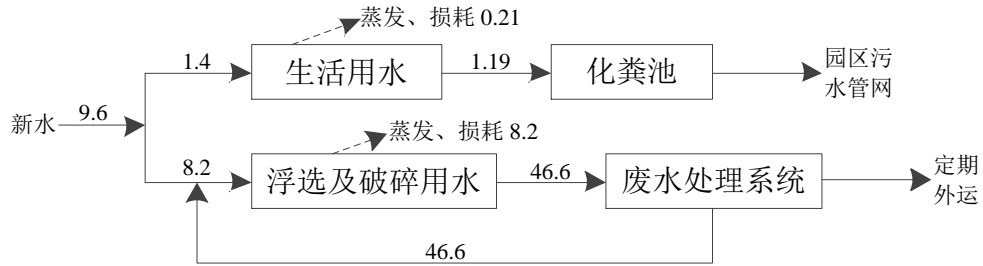 蒸发、损耗 0.21
1.4
生活用水
1.19
化粪池
园区污
水管网
新水
9.6
蒸发、损耗 8.2
8.2
浮选及破碎用水
46.6
废水处理系统
定期
外运
46.6